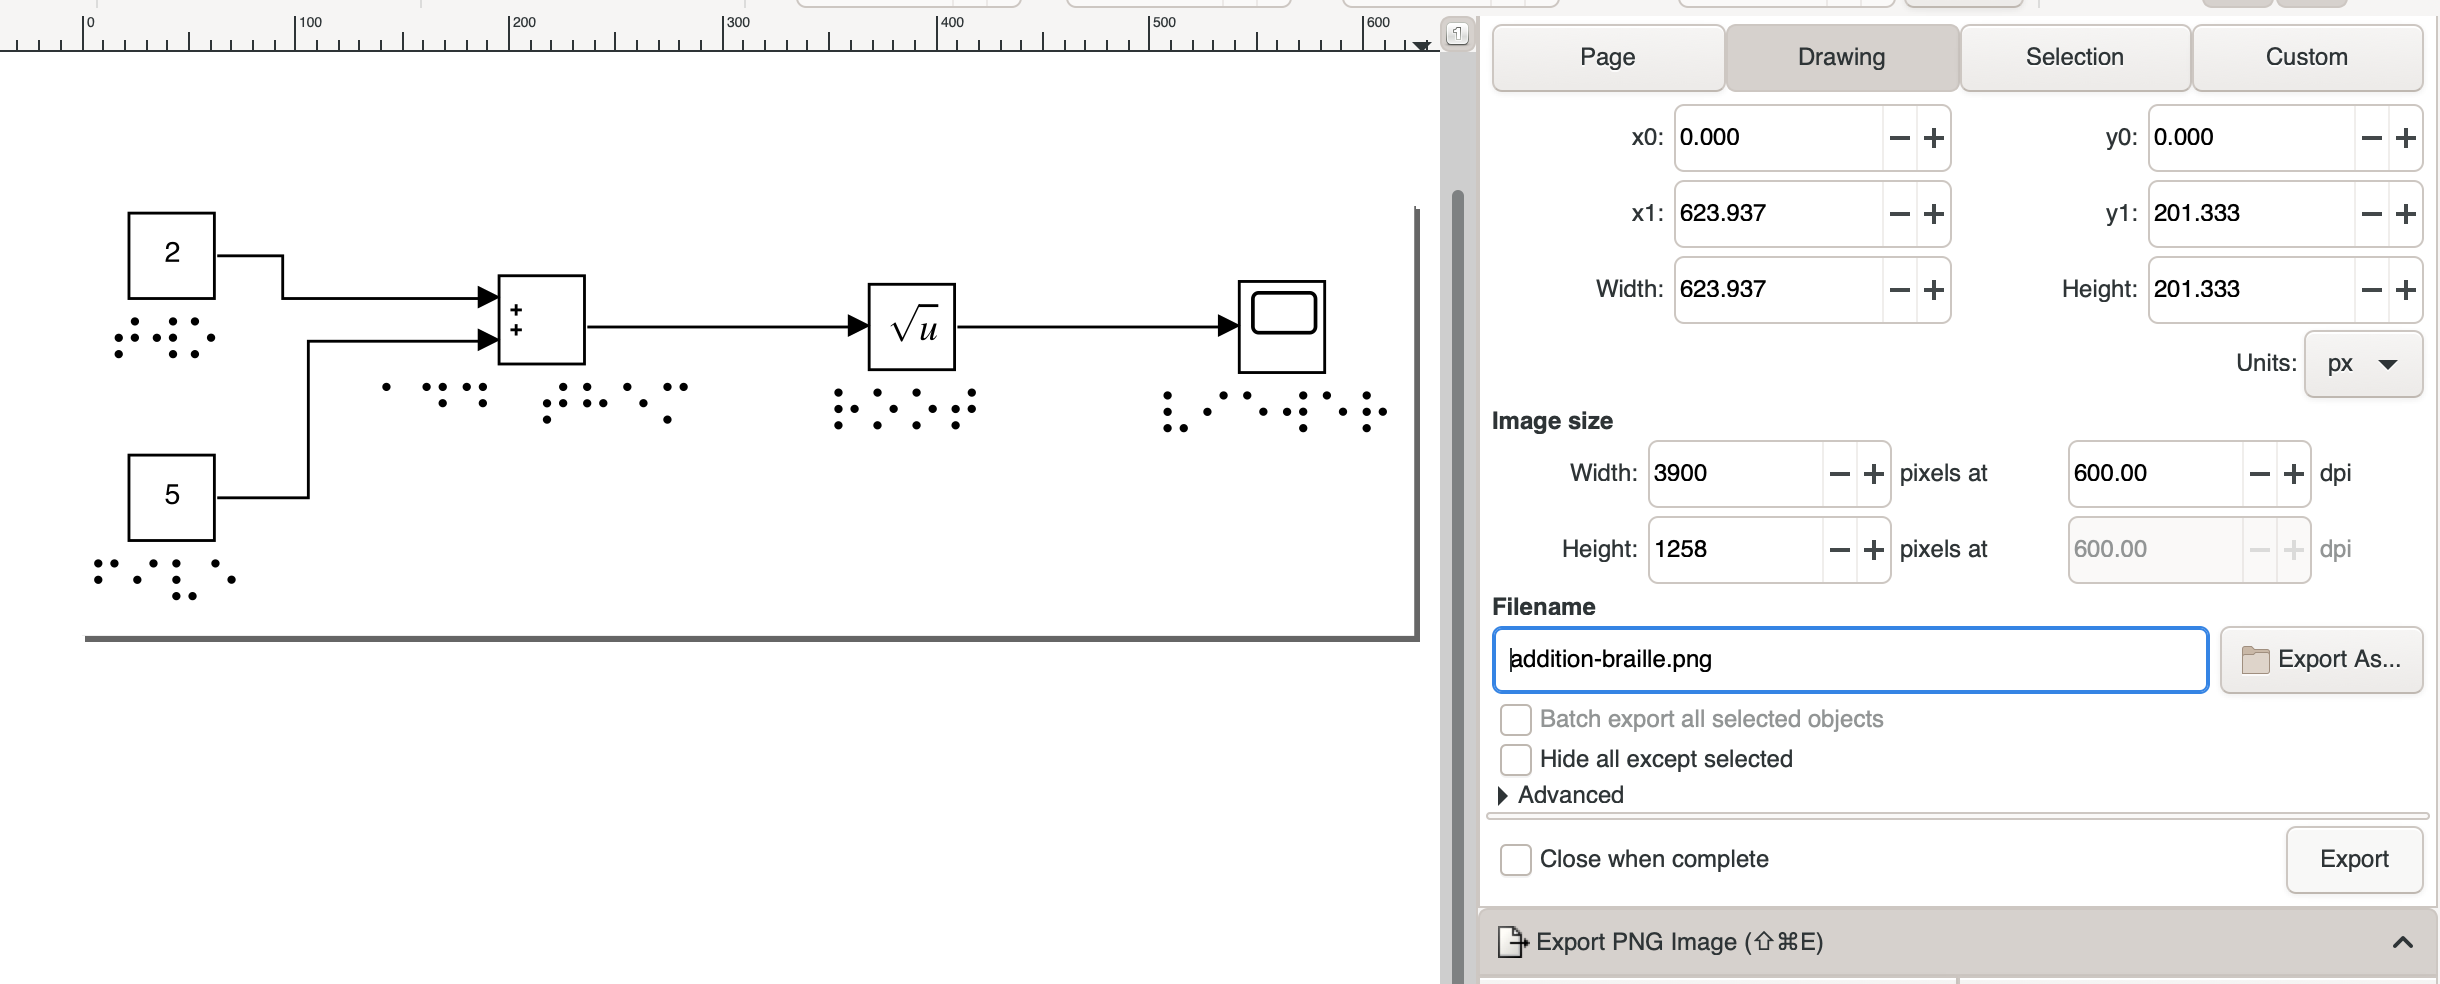 0 100 200 300 400 500 600
1
Page Drawing Selection Custom
x0: 0.000 y0: 0.000
x1: 623.937 y1: 201.333
Width: 623.937 Height: 201.333
Units: px
Image size
Width: 3900 pixels at 600.00 dpi
Height: 1258 pixels at 600.00 dpi
Filename
addition-braille.png Export As...
Batch export all selected objects
Hide all except selected
Advanced
Close when complete Export
Export PNG Image (⇧⌘E)
2
⠞⠺⠕
+
+
⠁⠙⠙ ⠞⠓⠑⠍
√u
⠗⠕⠕⠞
⠧⠊⠑⠺⠑⠗
5
⠋⠊⠧⠑